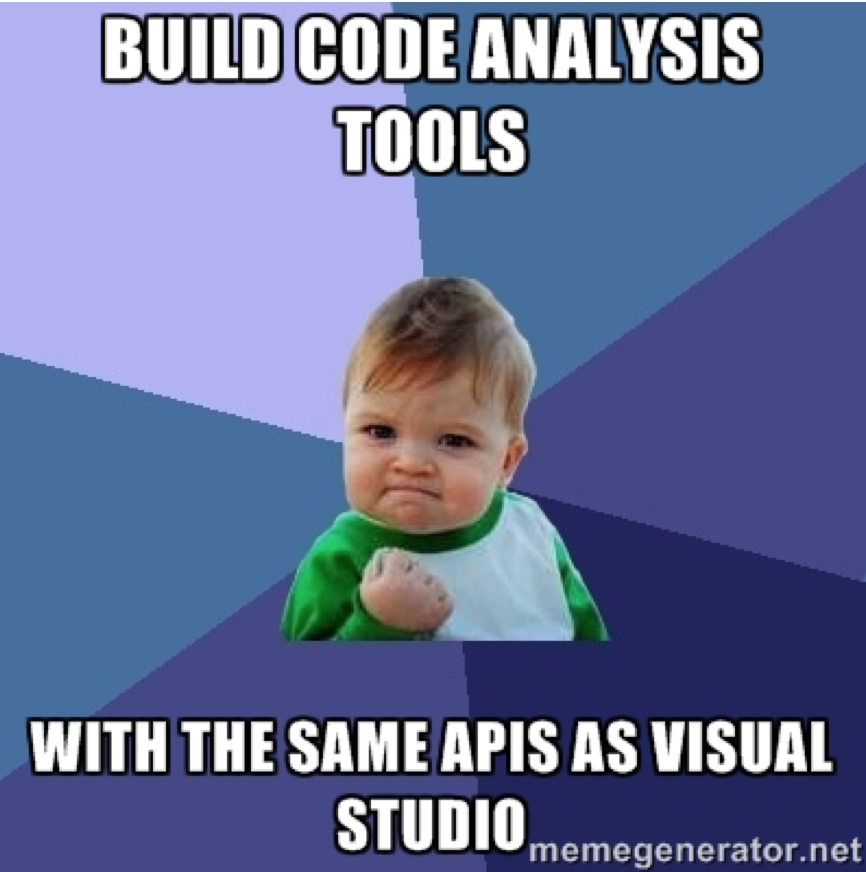 BUILD CODE ANALYSIS
TOOLS
WITH THE SAME APIS AS VISUAL
STUDIO
memegenerator.net